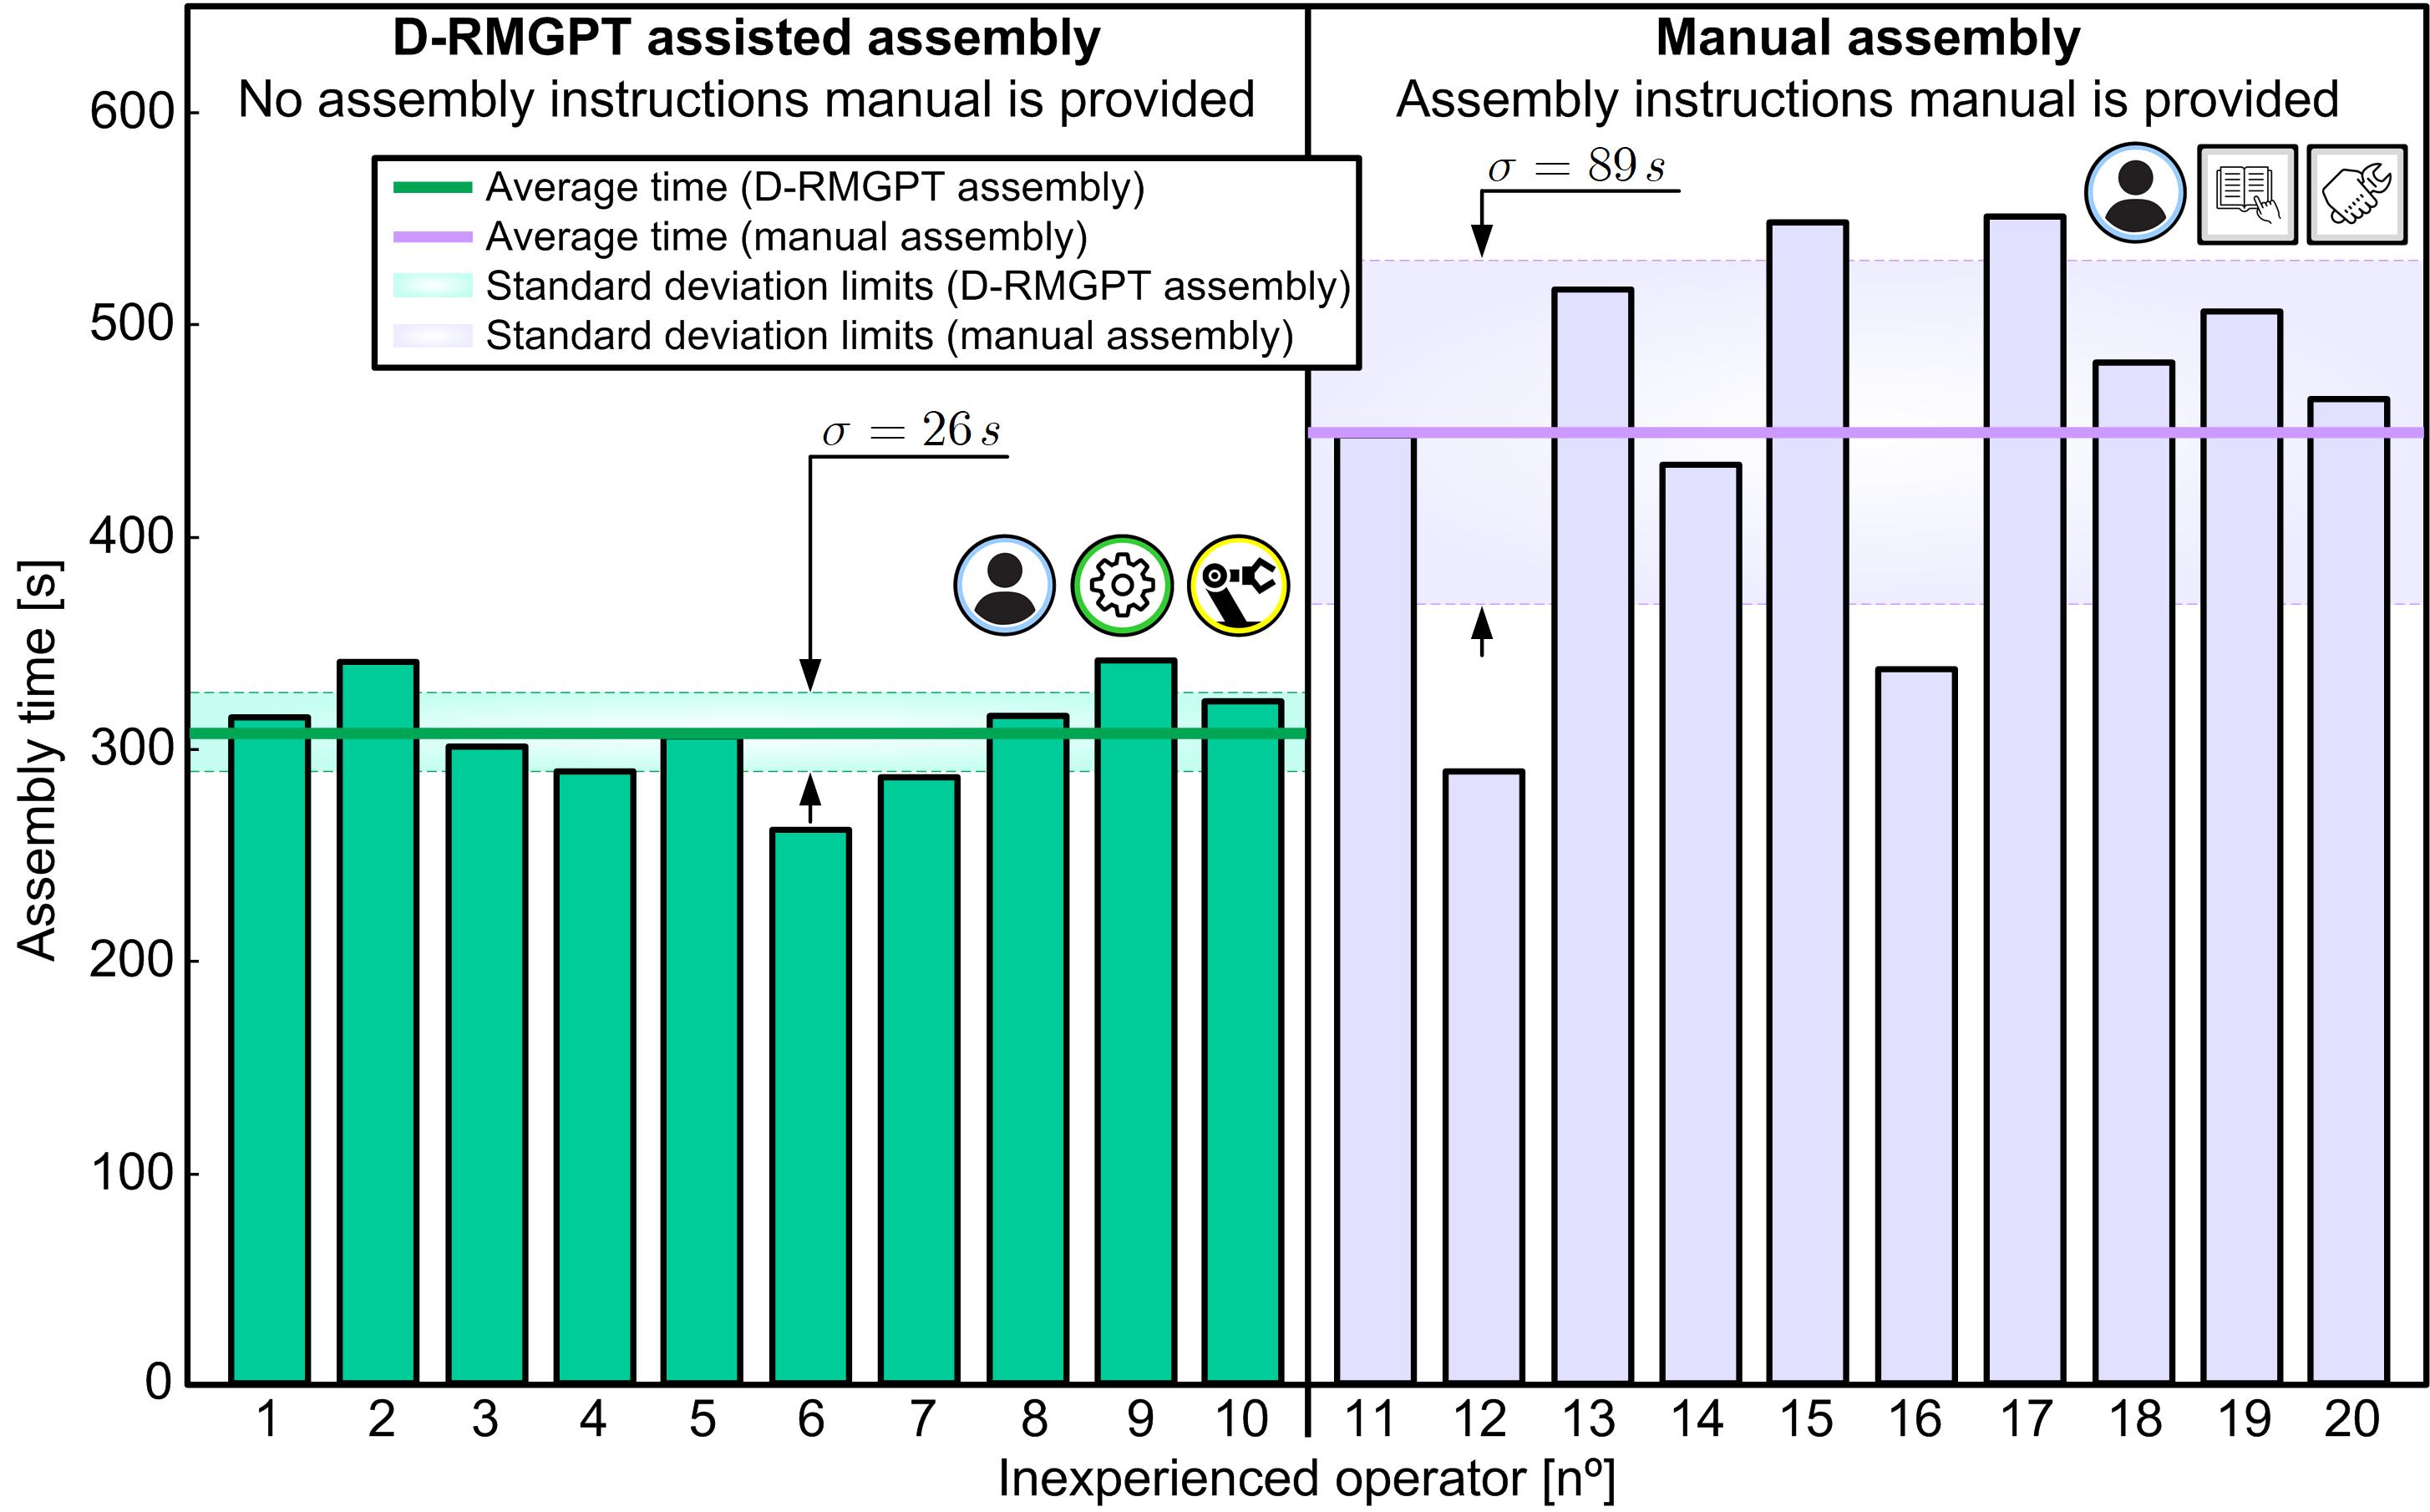 D-RMGPT assisted assembly
No assembly instructions manual is provided
Manual assembly
Assembly instructions manual is provided
Average time (D-RMGPT assembly)
Average time (manual assembly)
Standard deviation limits (D-RMGPT assembly)
Standard deviation limits (manual assembly)
σ = 89 s
σ = 26 s
Assembly time [s]
600
500
400
300
200
100
0
1 2 3 4 5 6 7 8 9 10 11 12 13 14 15 16 17 18 19 20
Inexperienced operator [nº]